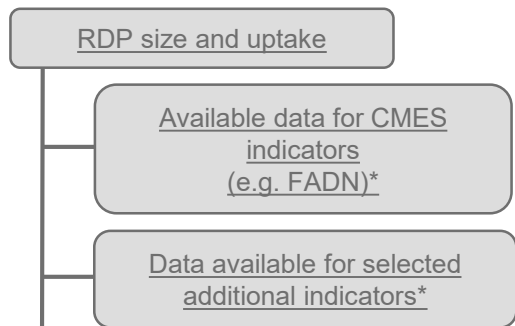 RDP size and uptake
Available data for CMES
indicators
(e.g. FADN)*
Data available for selected
additional indicators*